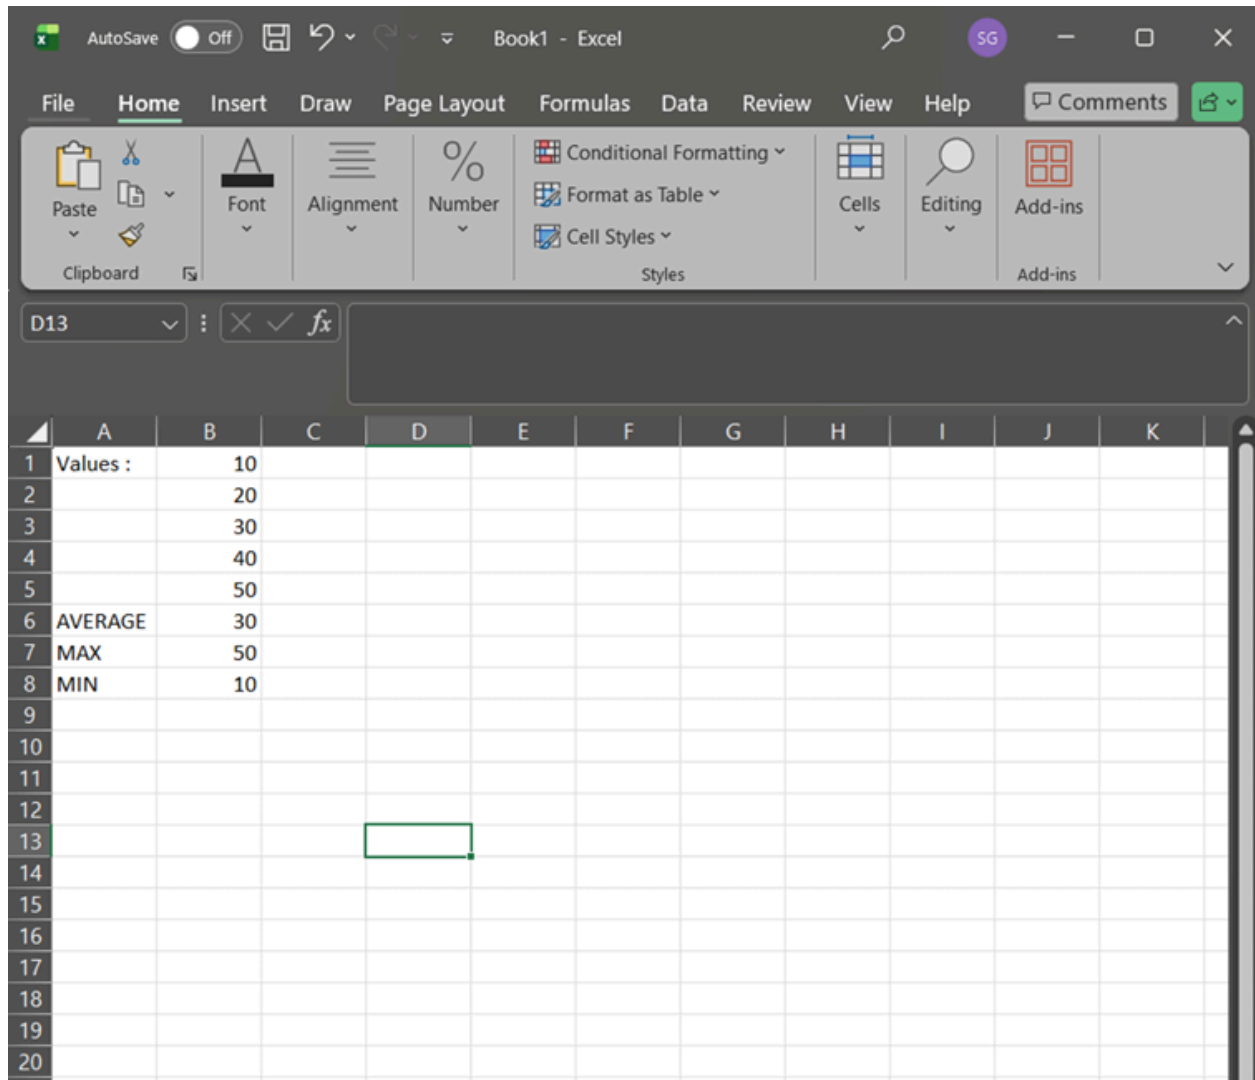 AutoSave Off Book1 - Excel SG
File Home Insert Draw Page Layout Formulas Data Review View Help Comments
Paste
Clipboard
Font
Alignment
%
Number
Conditional Formatting
Format as Table
Cell Styles
Styles
Cells
Editing
Add-ins
Add-ins
D13 fx
A B C D E F G H I J K
1 Values : 10
2 20
3 30
4 40
5 50
6 AVERAGE 30
7 MAX 50
8 MIN 10
9
10
11
12
13
14
15
16
17
18
19
20